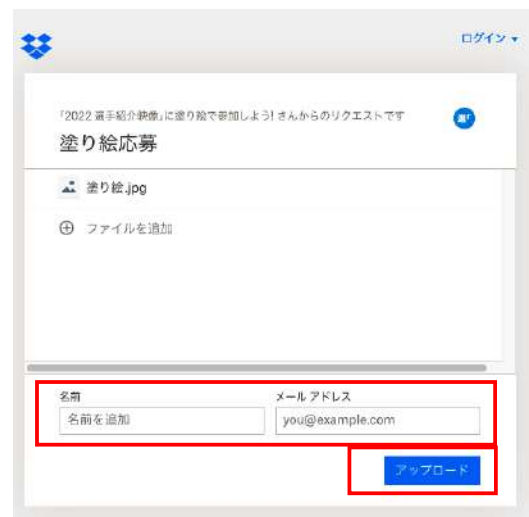 ログイン ▾
「2022 選手紹介映像」に塗り絵で参加しよう! さんからのリクエストです
選「
塗り絵応募
塗り絵.jpg
ファイルを追加
名前
メール アドレス
名前を追加
you@example.com
アップロード